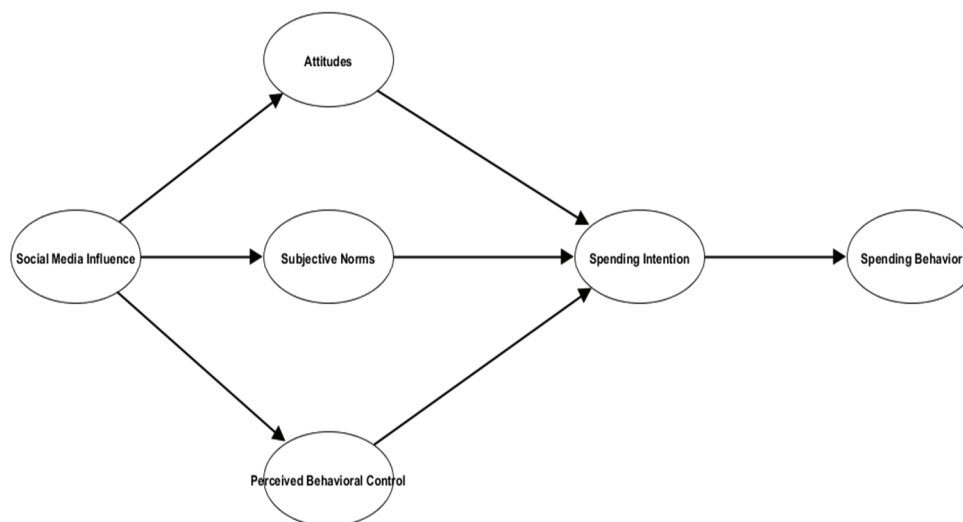 Attitudes
Social Media Influence
Subjective Norms
Spending Intention
Spending Behavior
Perceived Behavioral Control